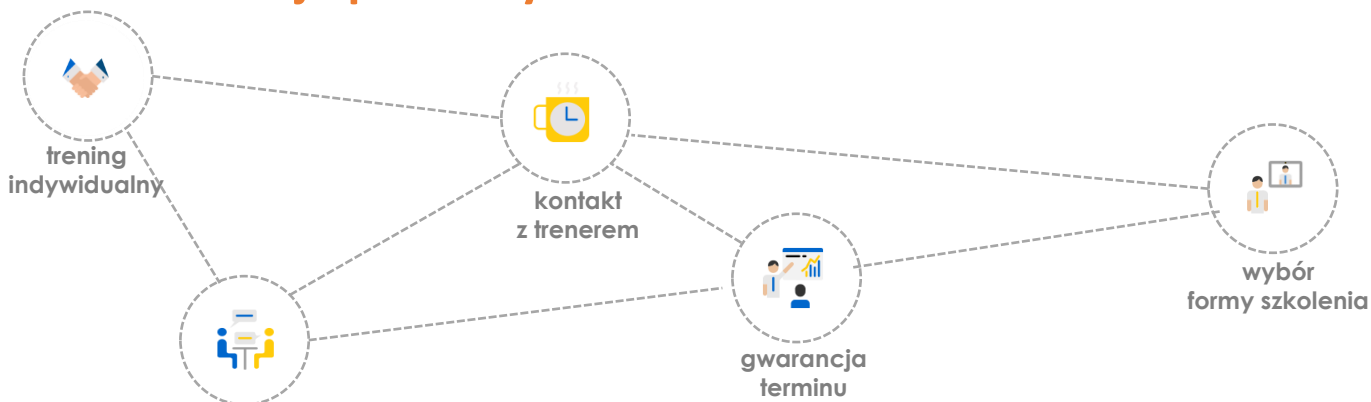 trening
indywidualny
kontakt
z trenerem
gwarancja
terminu
wybór
formy szkolenia